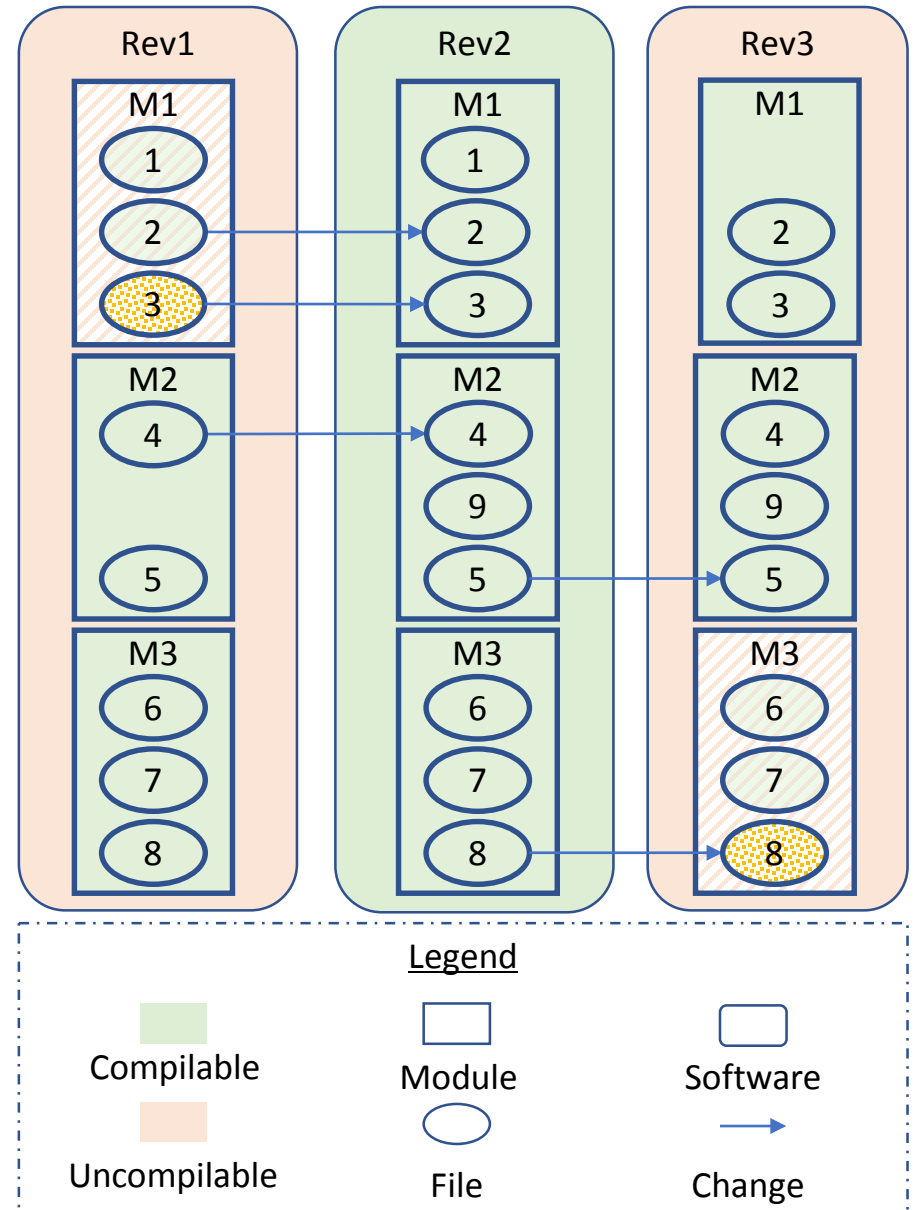 Rev1
M1
1
2
3
M2
4
5
M3
6
7
8
Rev2
M1
1
2
3
M2
4
9
5
M3
6
7
8
Rev3
M1
2
3
M2
4
9
5
M3
6
7
8
Legend
Compilable
Module
Software
Uncompilable
File
Change